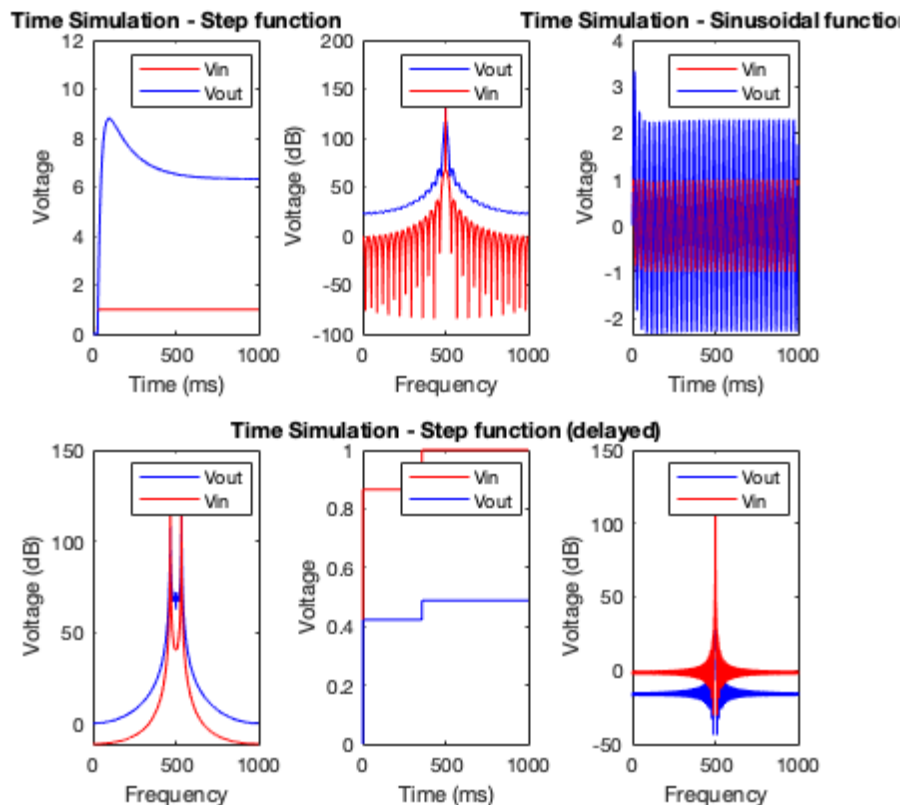 Time Simulation - Step function
Time Simulation - Sinusoidal function
12
10
8
6
4
2
0
Voltage
Vin
Vout
0
500
1000
Time (ms)
200
150
100
50
0
-50
-100
Voltage (dB)
Vout
Vin
0
500
1000
Frequency
4
3
2
1
0
-1
-2
Voltage
Vin
Vout
0
500
1000
Time (ms)
Time Simulation - Step function (delayed)
150
100
50
0
Voltage (dB)
Vout
Vin
0
500
1000
Frequency
1
0.8
0.6
0.4
0.2
0
Voltage
Vin
Vout
0
500
1000
Time (ms)
150
100
50
0
-50
Voltage (dB)
Vout
Vin
0
500
1000
Frequency